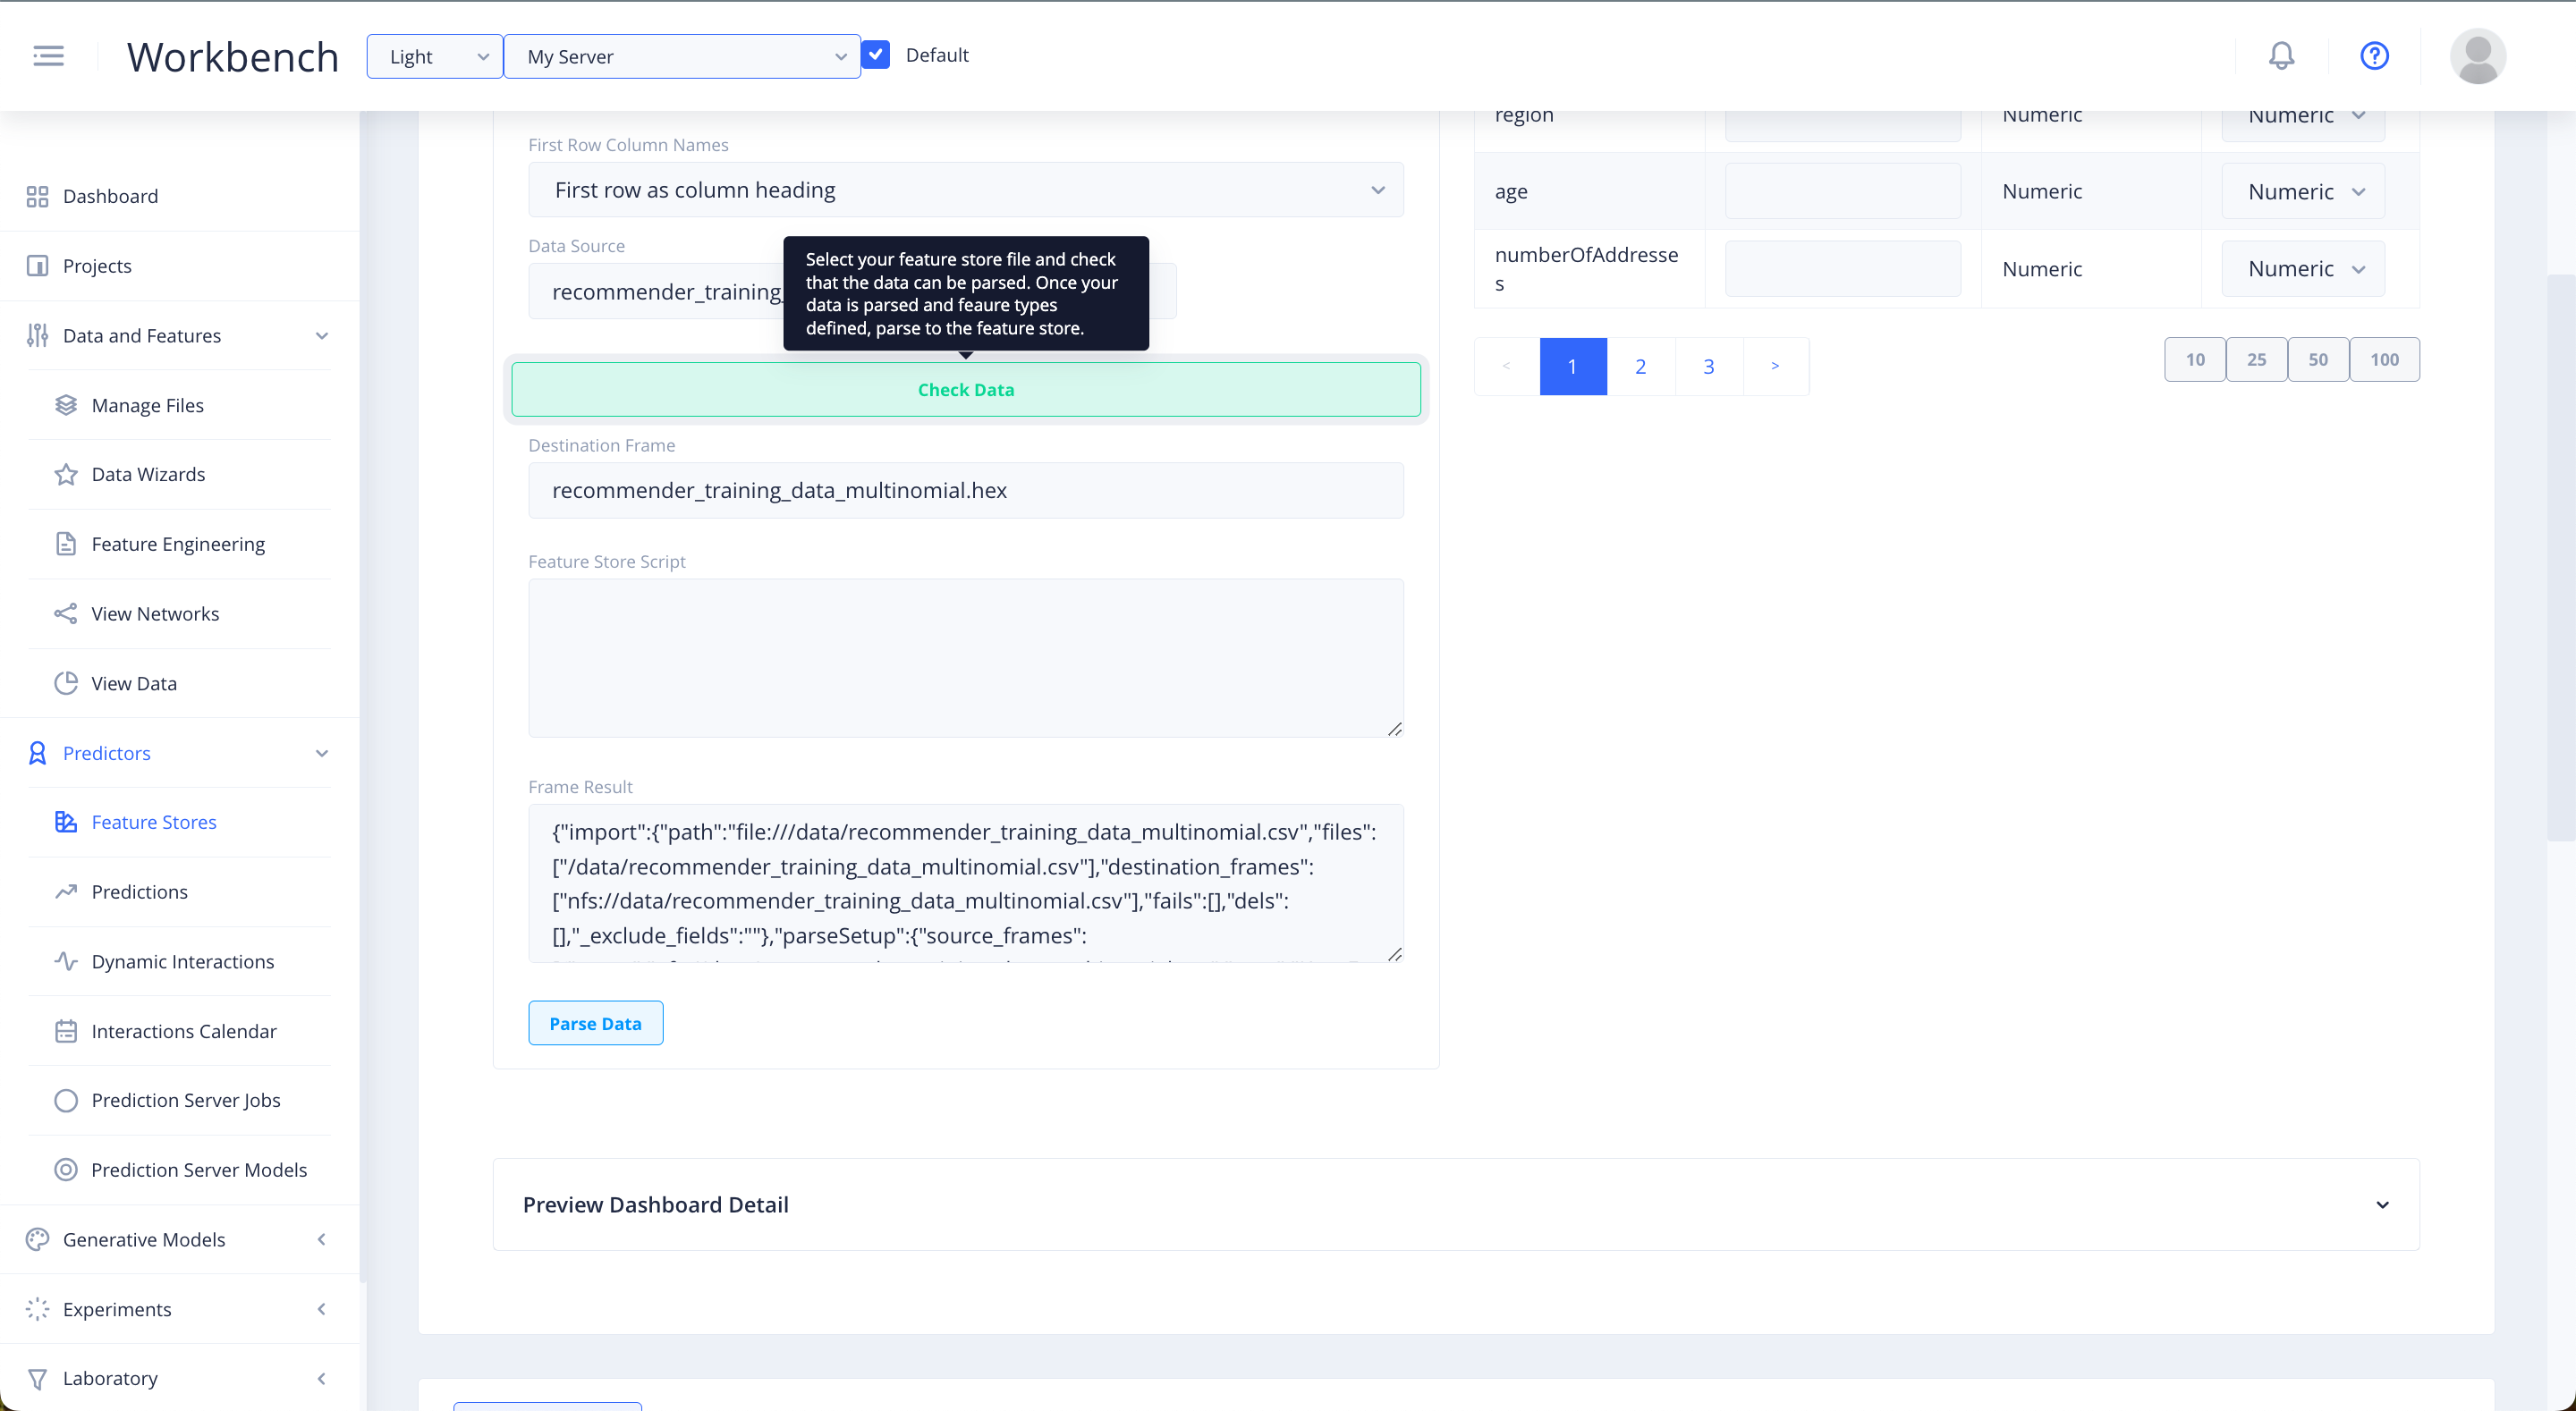 Workbench
Light
My Server
Default
Dashboard
Projects
Data and Features
Manage Files
Data Wizards
Feature Engineering
View Networks
View Data
Predictors
Feature Stores
Predictions
Dynamic Interactions
Interactions Calendar
Prediction Server Jobs
Prediction Server Models
Generative Models
Experiments
Laboratory
First Row Column Names
First row as column heading
Data Source
recommender_training_
Select your feature store file and check
that the data can be parsed. Once your
data is parsed and feaure types
defined, parse to the feature store.
Check Data
Destination Frame
recommender_training_data_multinomial.hex
Feature Store Script
Frame Result
{"import":{"path":"file:///data/recommender_training_data_multinomial.csv","files":
["/data/recommender_training_data_multinomial.csv"],"destination_frames":
["nfs://data/recommender_training_data_multinomial.csv"],"fails":[],"dels":
[],"_exclude_fields":""},"parseSetup":{"source_frames":
Parse Data
region Numeric Numeric
age Numeric Numeric
numberOfAddresse
s Numeric Numeric
< 1 2 3 >
10 25 50 100
Preview Dashboard Detail